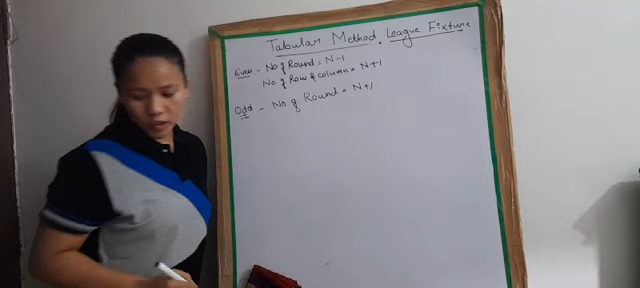 Tabular Method. League Fixture
Even - No of Round = N-1
No of Row & column = N+1
Odd - No of Round = N+1